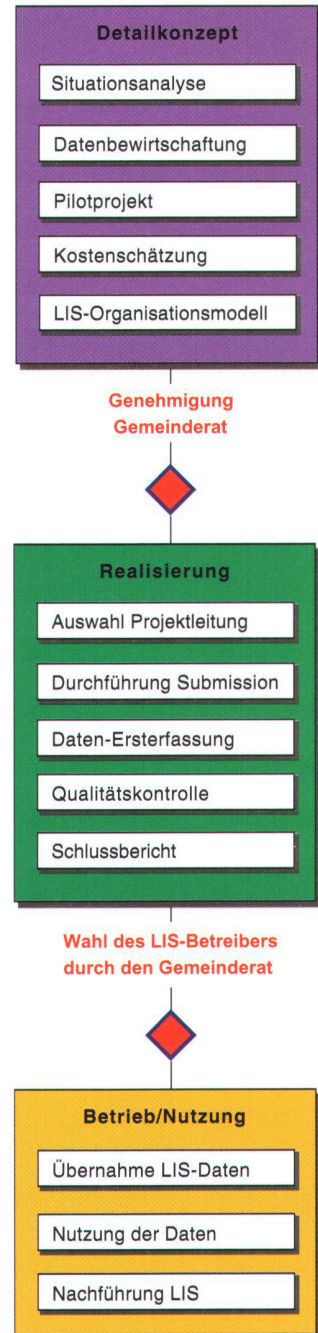 Detailkonzept
Situationsanalyse
Datenbewirtschaftung
Pilotprojekt
Kostenschätzung
LIS-Organisationsmodell
Genehmigung
Gemeinderat
Realisierung
Auswahl Projektleitung
Durchführung Submission
Daten-Ersterfassung
Qualitätskontrolle
Schlussbericht
Wahl des LIS-Betreibers
durch den Gemeinderat
Betrieb/Nutzung
Übernahme LIS-Daten
Nutzung der Daten
Nachführung LIS